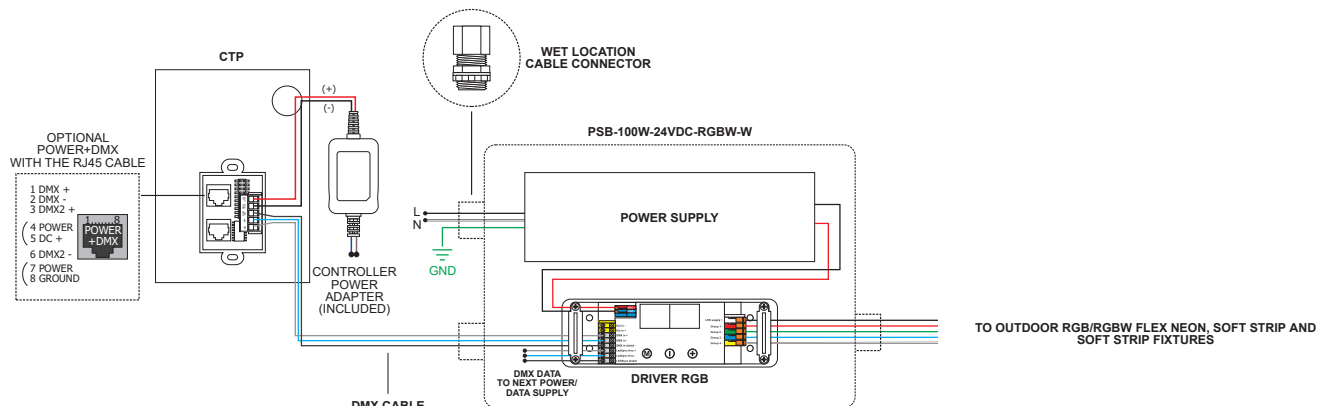 CTP
(+)
(-)
OPTIONAL
POWER+DMX
WITH THE RJ45 CABLE
1 DMX +
2 DMX -
3 DMX2 +
4 POWER
5 DC +
6 DMX2 -
7 POWER
8 GROUND
1 8
POWER
+DMX
CONTROLLER
POWER
ADAPTER
(INCLUDED)
WET LOCATION
CABLE CONNECTOR
PSB-100W-24VDC-RGBW-W
POWER SUPPLY
L
N
GND
M
DRIVER RGB
DMX DATA
TO NEXT POWER/
DATA SUPPLY
DMX CABLE
TO OUTDOOR RGB/RGBW FLEX NEON, SOFT STRIP AND
SOFT STRIP FIXTURES